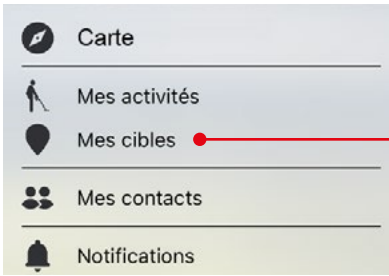 Carte
Mes activités
Mes cibles
Mes contacts
Notifications